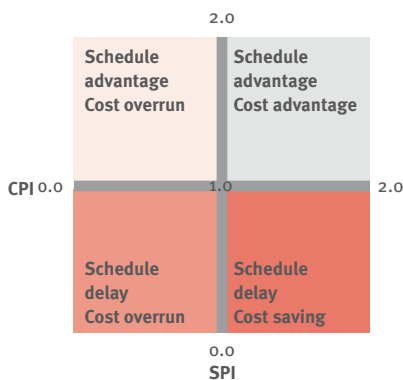 2.0
Schedule
advantage
Cost overrun
Schedule
advantage
Cost advantage
CPI 0.0
1.0
2.0
Schedule
delay
Cost overrun
Schedule
delay
Cost saving
0.0
SPI